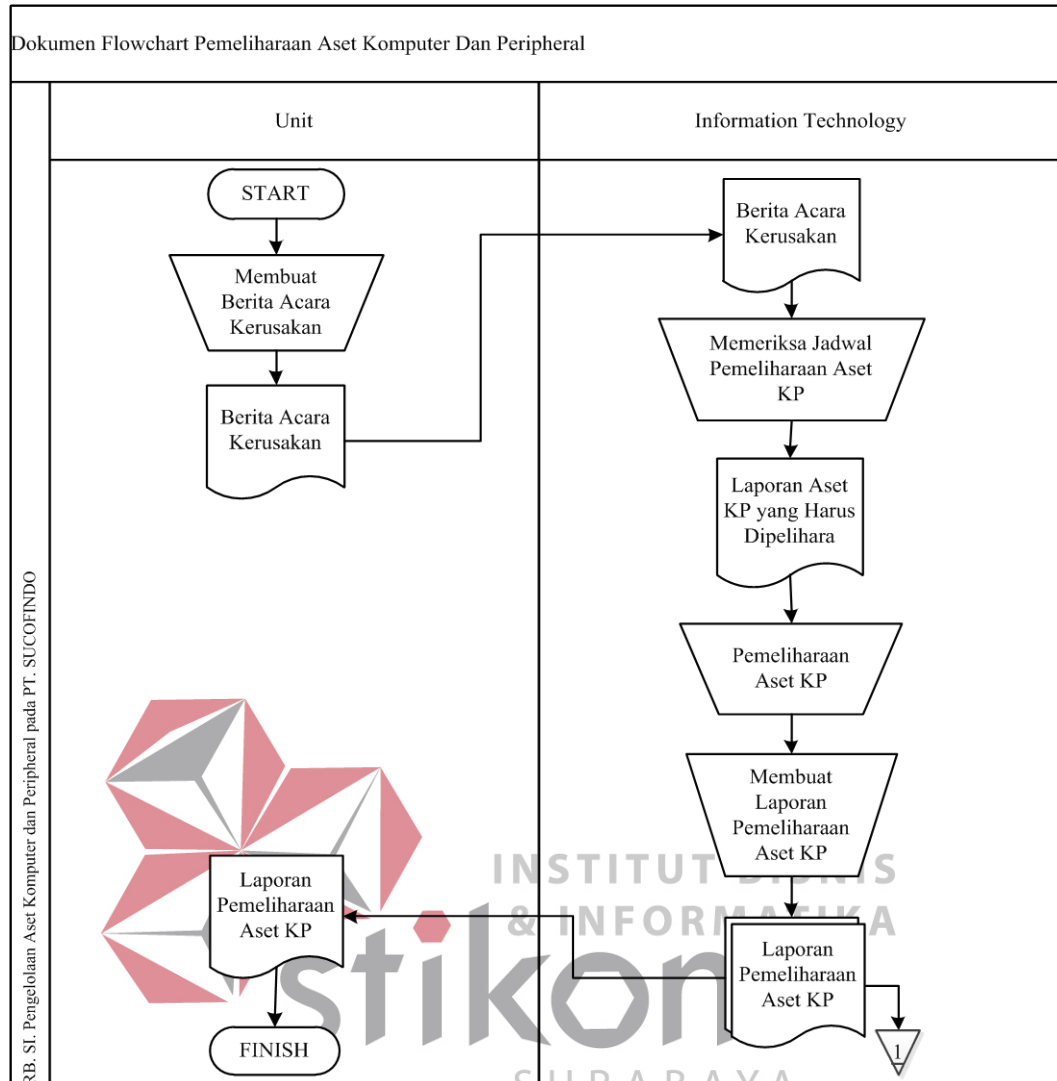 Dokumen Flowchart Pemeliharaan Aset Komputer Dan Peripheral
Unit
Information Technology
RB. SI. Pengelolaan Aset Komputer dan Peripheral pada PT. SUCOFINDO
START
Membuat
Berita Acara
Kerusakan
Berita Acara
Kerusakan
Berita Acara
Kerusakan
Memeriksa Jadwal
Pemeliharaan Aset
KP
Laporan Aset
KP yang Harus
Dipelihara
Pemeliharaan
Aset KP
Membuat
Laporan
Pemeliharaan
Aset KP
Laporan
Pemeliharaan
Aset KP
1
Laporan
Pemeliharaan
Aset KP
FINISH
INSTITUT BISNIS
& INFORMATIKA
stikom
SURABAYA